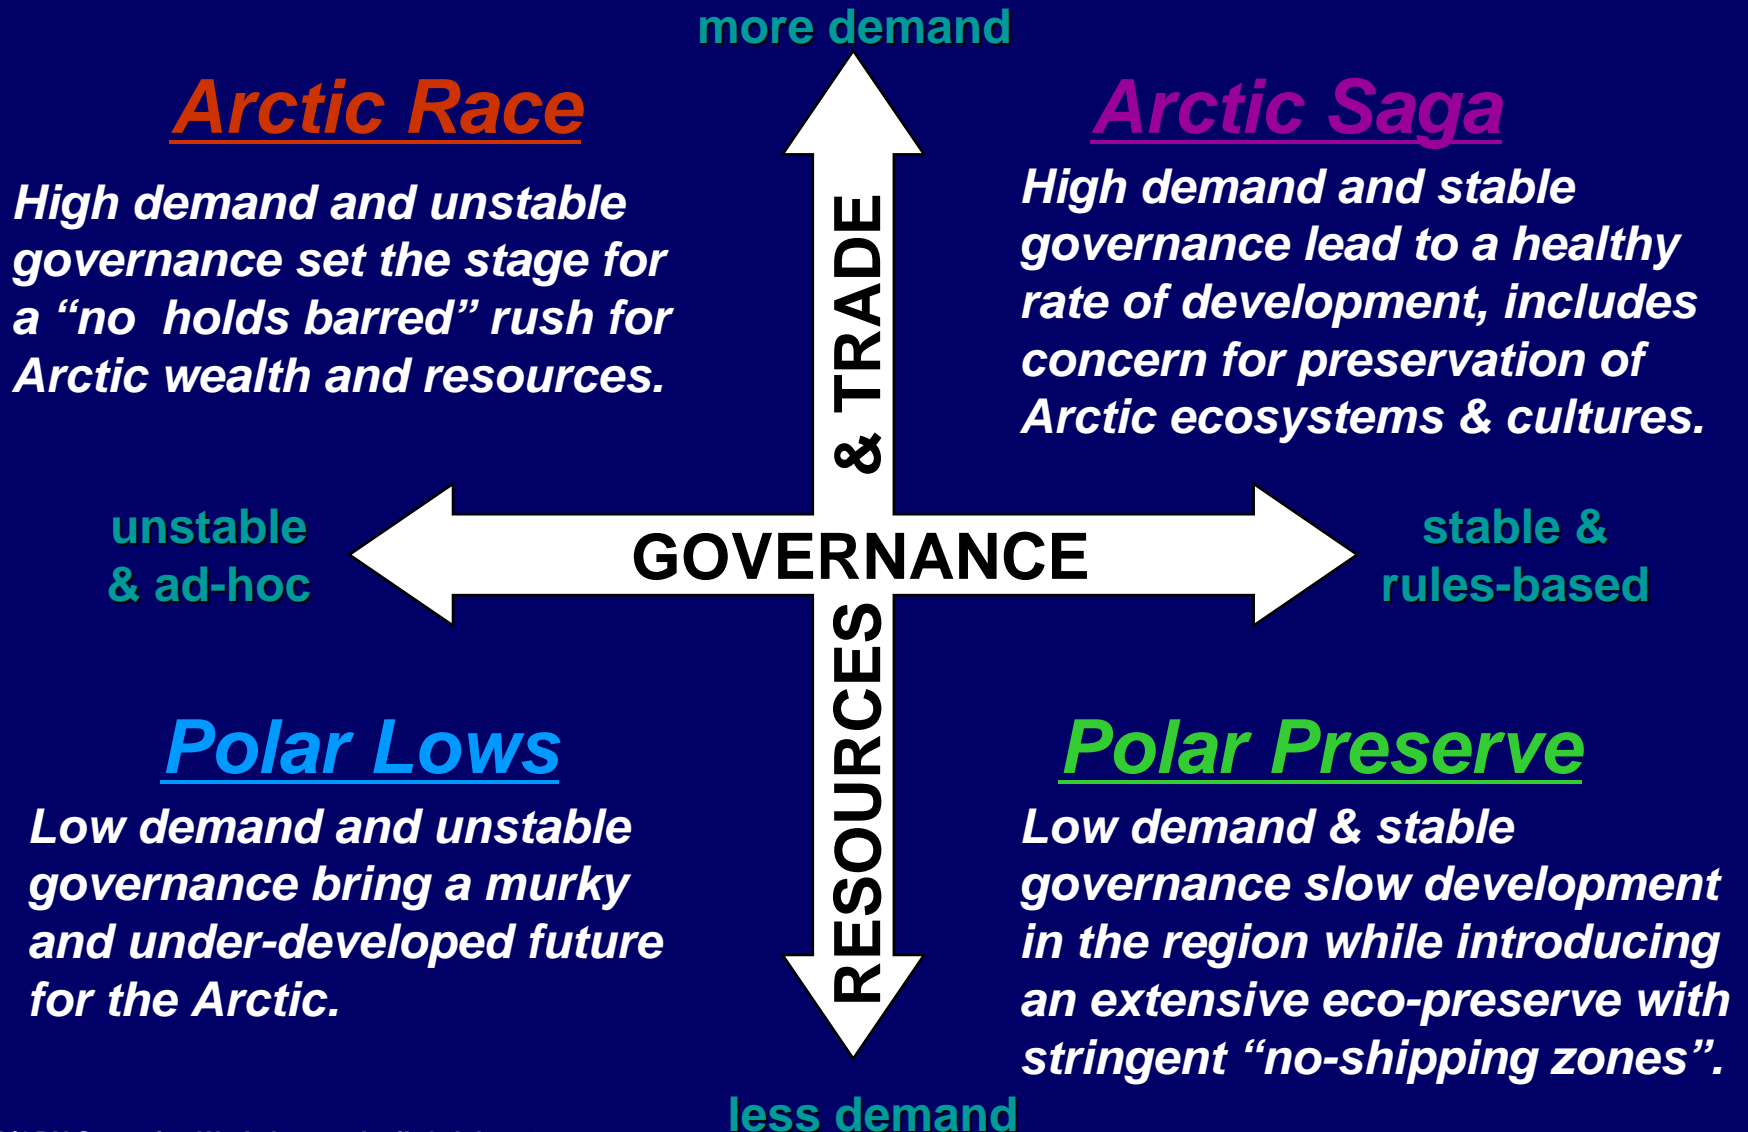 more demand
Arctic Race
High demand and unstable
governance set the stage for
a “no holds barred” rush for
Arctic wealth and resources.
Arctic Saga
High demand and stable
governance lead to a healthy
rate of development, includes
concern for preservation of
Arctic ecosystems & cultures.
unstable
& ad-hoc
GOVERNANCE
RESOURCES & TRADE
stable &
rules-based
Polar Lows
Low demand and unstable
governance bring a murky
and under-developed future
for the Arctic.
Polar Preserve
Low demand & stable
governance slow development
in the region while introducing
an extensive eco-preserve with
stringent “no-shipping zones”.
less demand